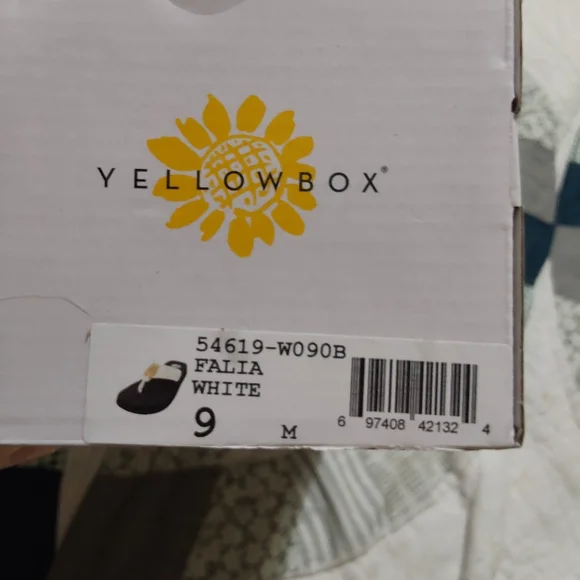 YELLOWBOX®
54619-W090B
FALIA
WHITE
9 M
6 97408 42132 4